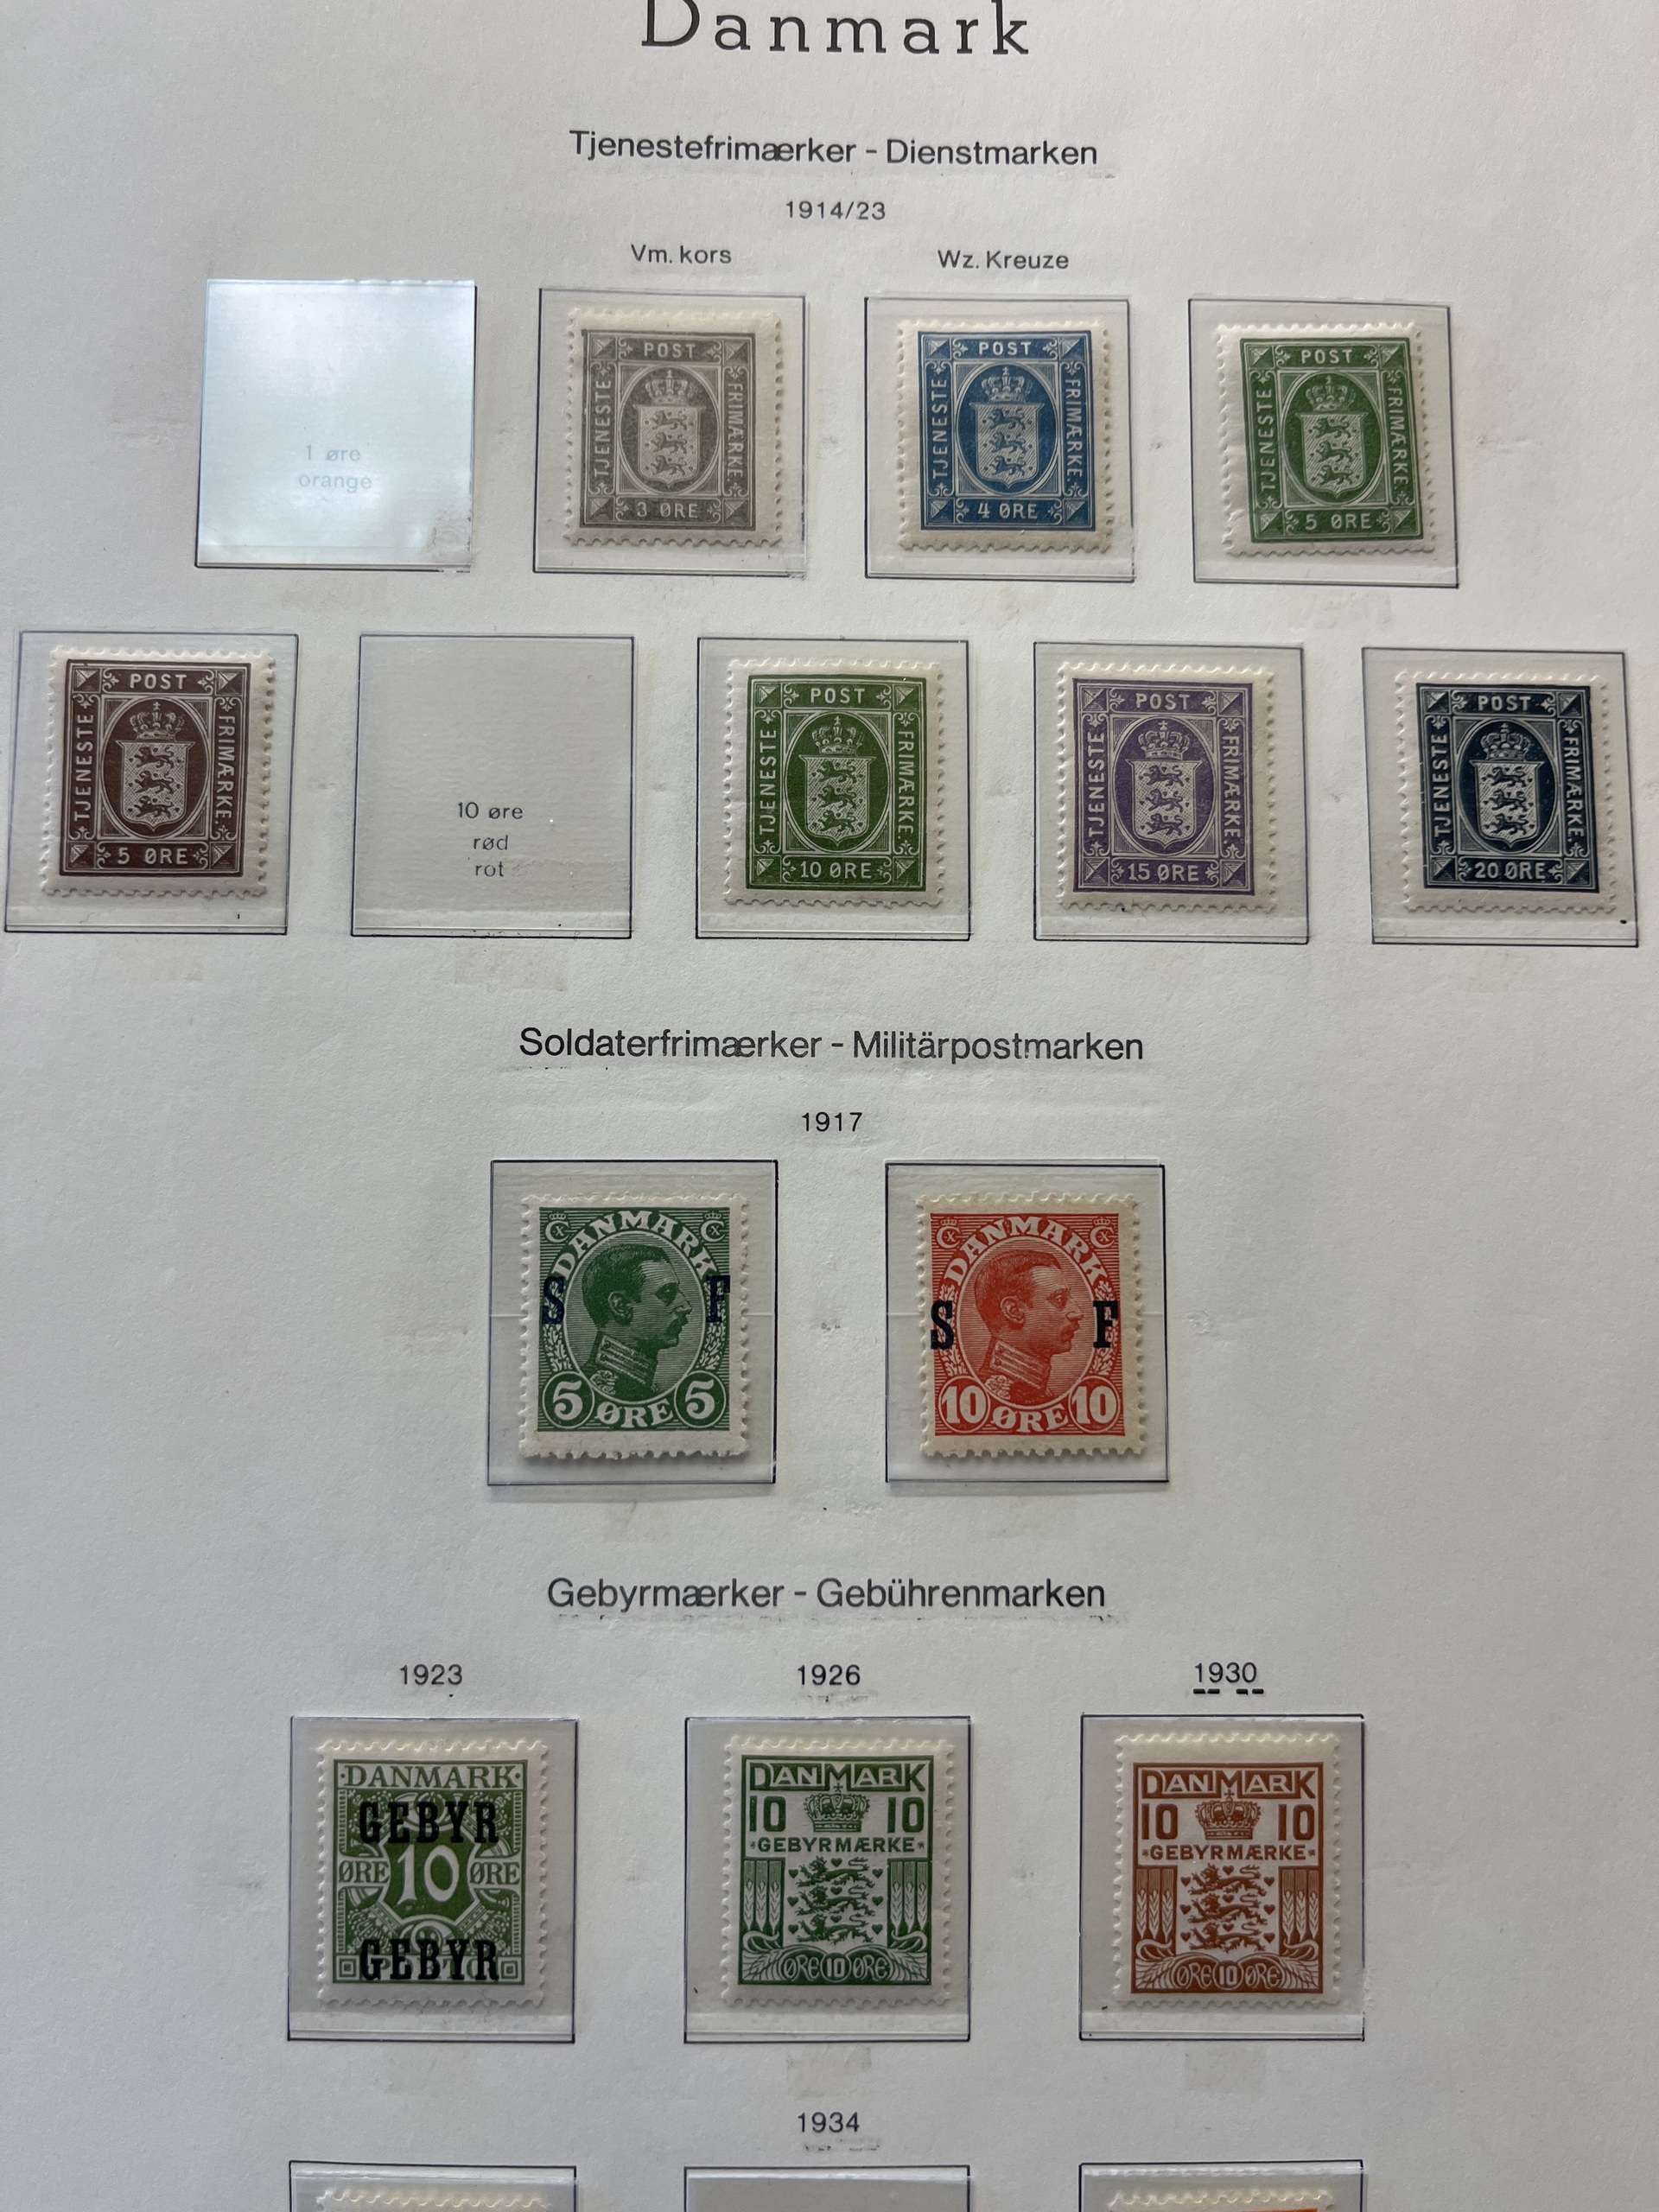 Danmark
Tjenestefrimærker - Dienstmarken
1914/23
Vm. kors
Wz. Kreuze
1 øre
orange
POST
TJENESTE
FRIMÆRKE
3 ØRE
POST
TJENESTE
FRIMÆRKE
4 ØRE
POST
TJENESTE
FRIMÆRKE
5 ØRE
POST
TJENESTE
FRIMÆRKE
5 ØRE
10 øre
rød
rot
POST
TJENESTE
FRIMÆRKE
10 ØRE
POST
TJENESTE
FRIMÆRKE
15 ØRE
POST
TJENESTE
FRIMÆRKE
20 ØRE
Soldaterfrimærker - Militärpostmarken
1917
DANMARK
S F
5 ØRE 5
DANMARK
S F
10 ØRE 10
Gebyrmærker - Gebührenmarken
1923
1926
1930
DANMARK
GEBYR
ØRE 10 ØRE
GEBYR
DANMARK
10 10
GEBYRMÆRKE
ØRE 10 ØRE
DANMARK
10 10
GEBYRMÆRKE
ØRE 10 ØRE
1934